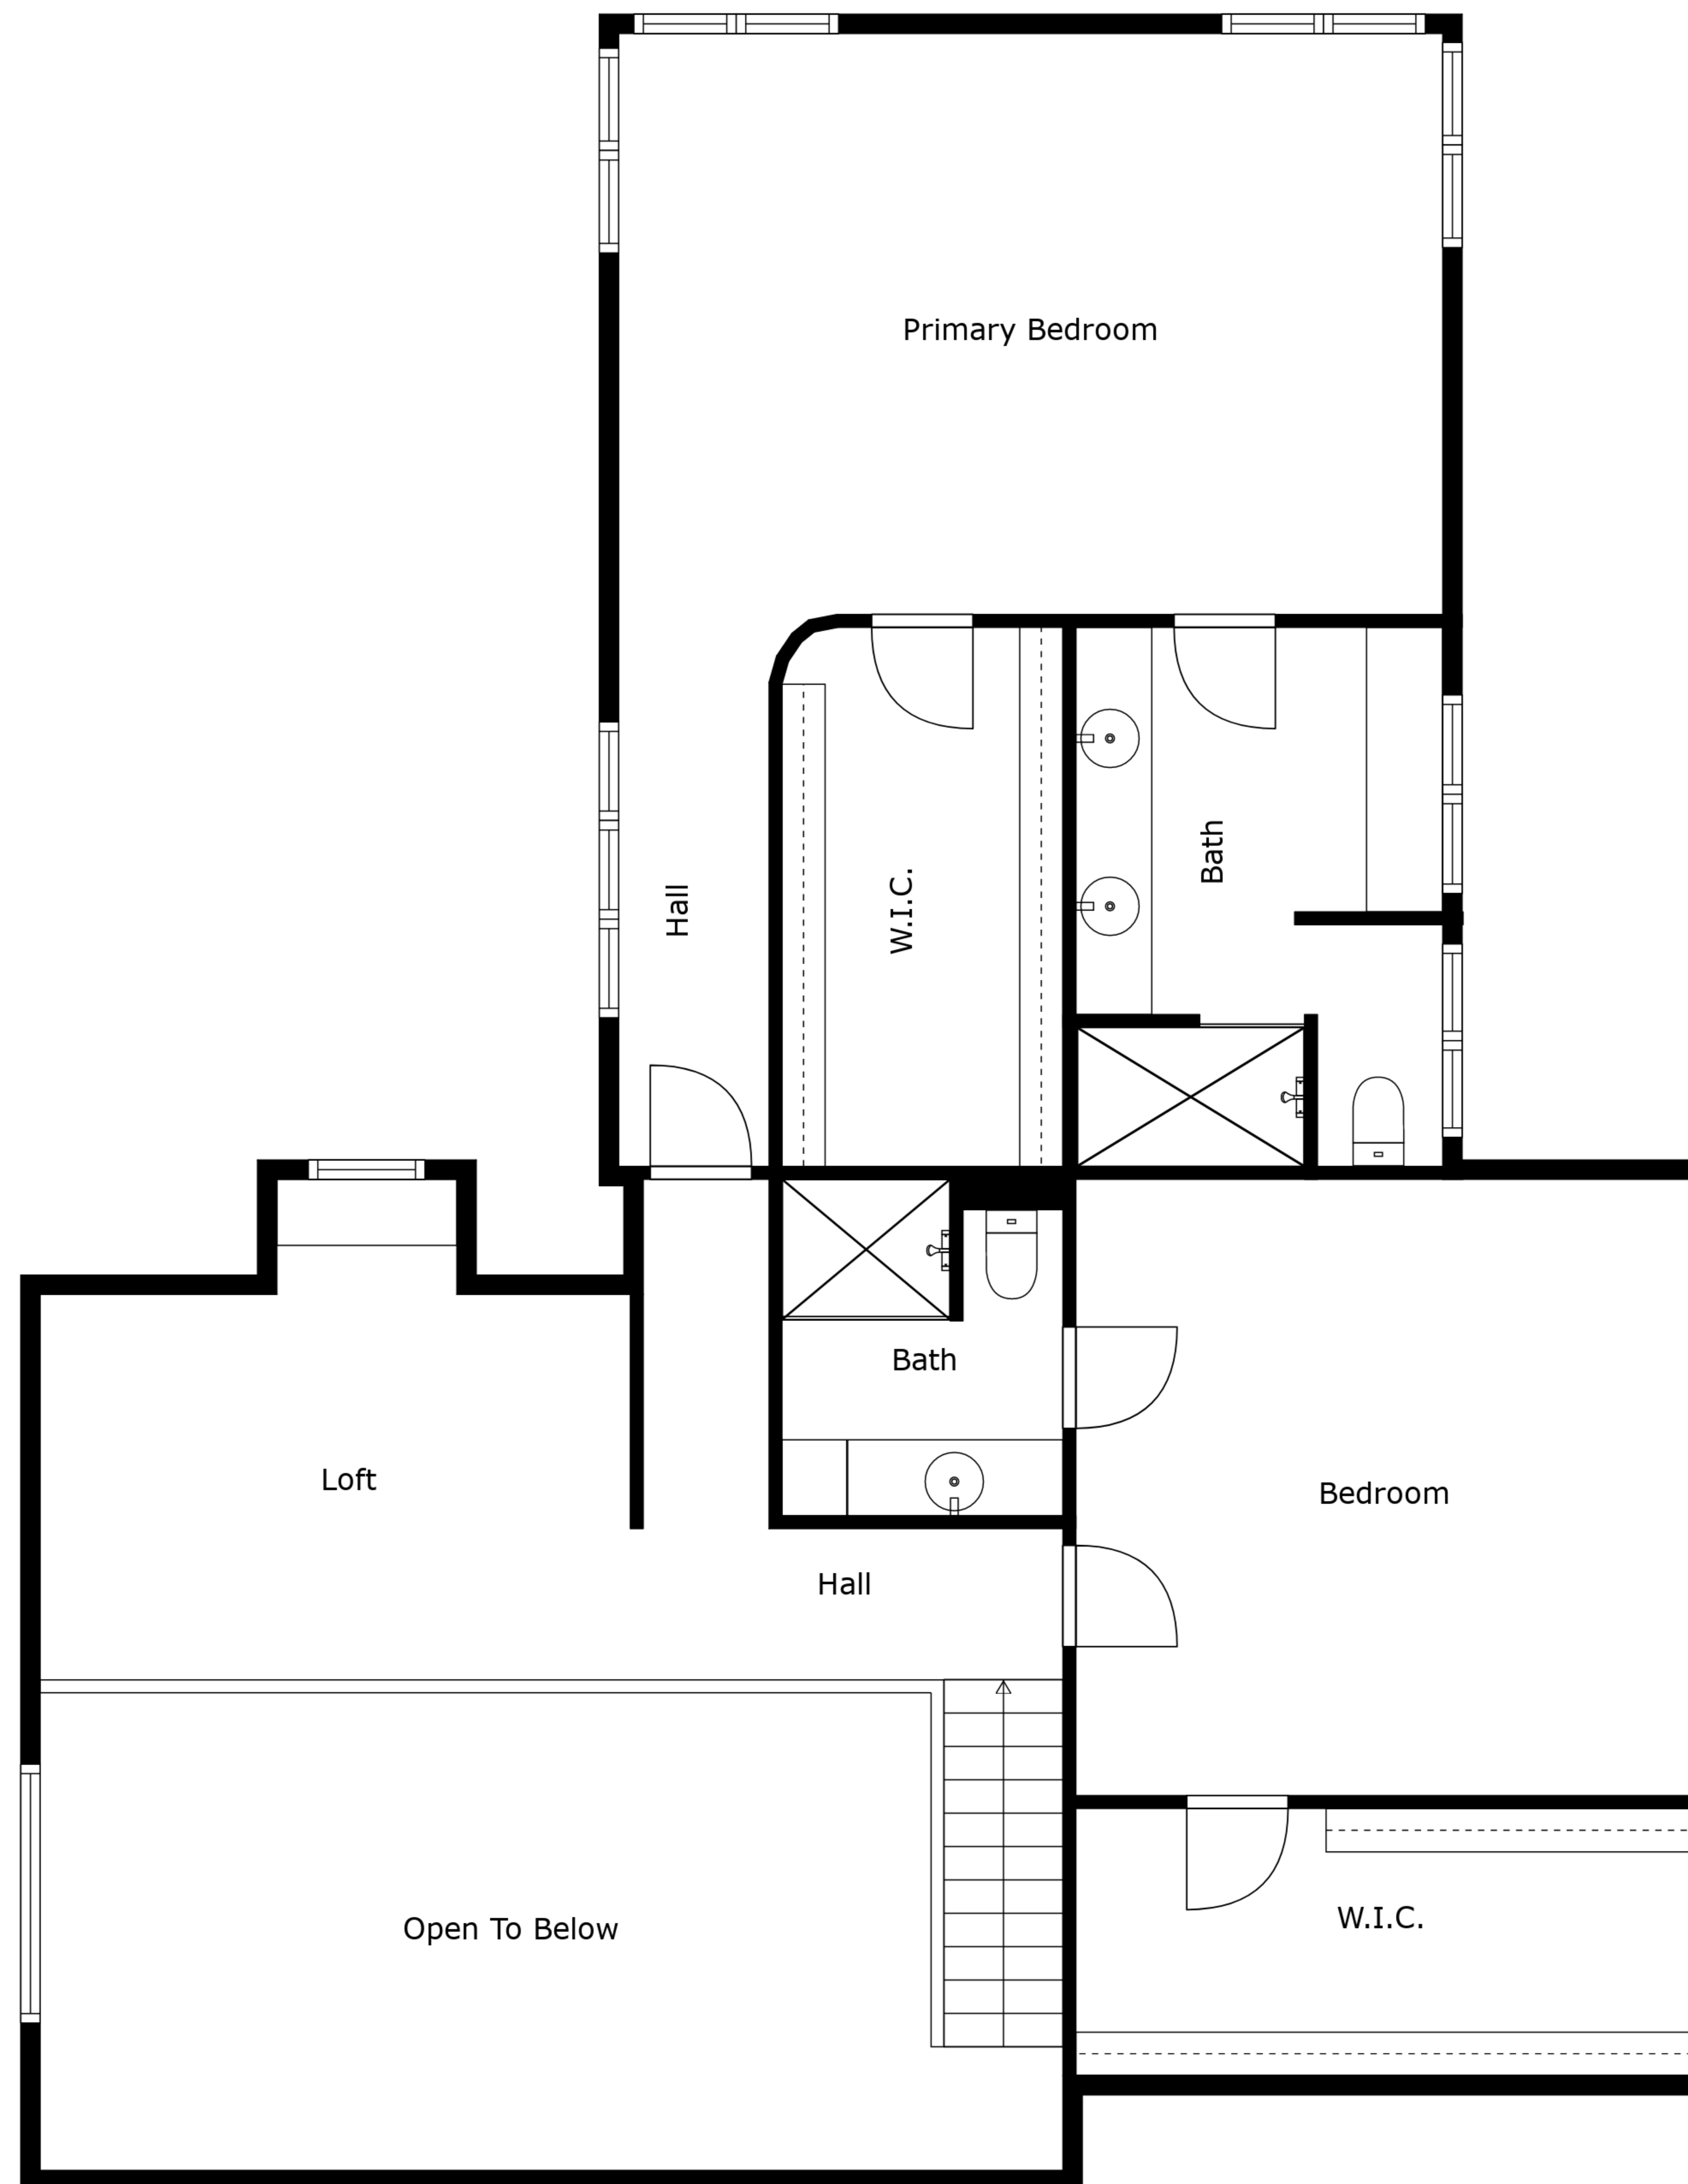 Primary Bedroom
Bath
Hall
W.I.C.
Bath
Loft
Bedroom
Hall
W.I.C.
Open To Below